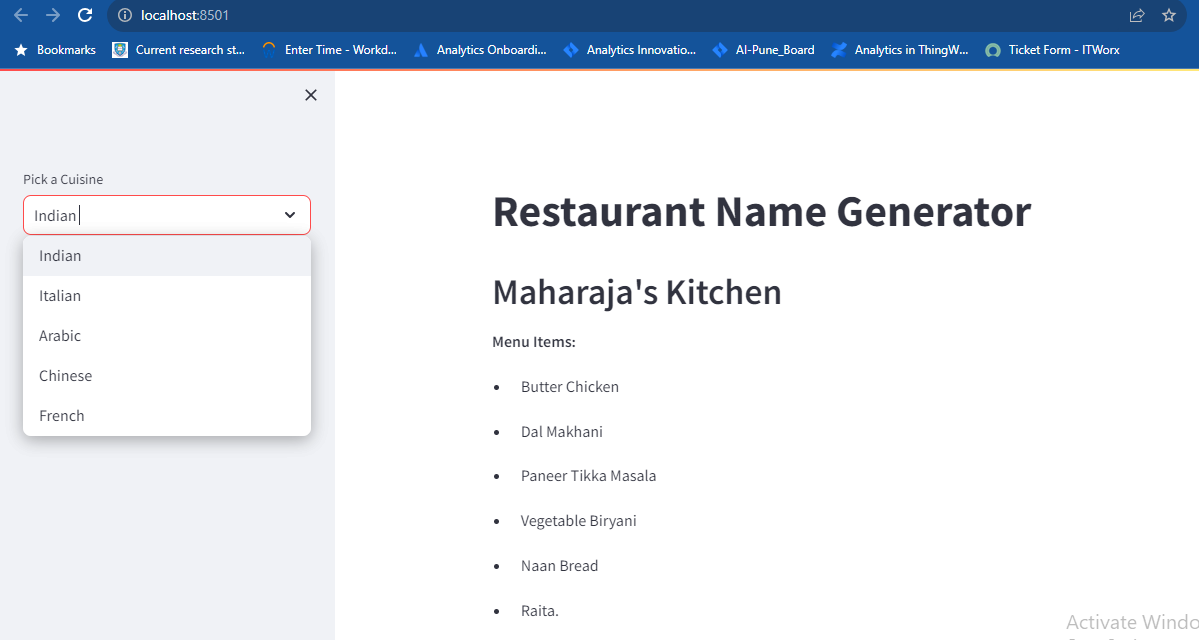 localhost:8501
Bookmarks Current research st... Enter Time - Workd... Analytics Onboardi... Analytics Innovatio... AI-Pune_Board Analytics in ThingW... Ticket Form - ITWorx
Pick a Cuisine
Indian
Indian
Italian
Arabic
Chinese
French
Restaurant Name Generator
Maharaja's Kitchen
Menu Items:
• Butter Chicken
• Dal Makhani
• Paneer Tikka Masala
• Vegetable Biryani
• Naan Bread
• Raita.
Activate Windo